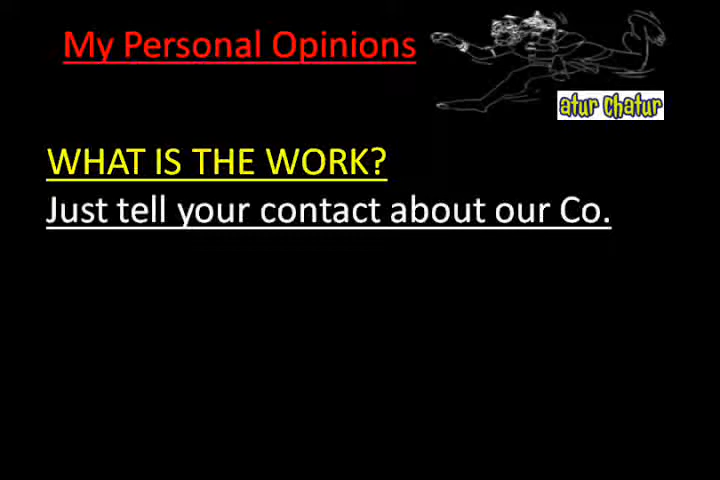 My Personal Opinions
atur chatur
WHAT IS THE WORK?
Just tell your contact about our Co.